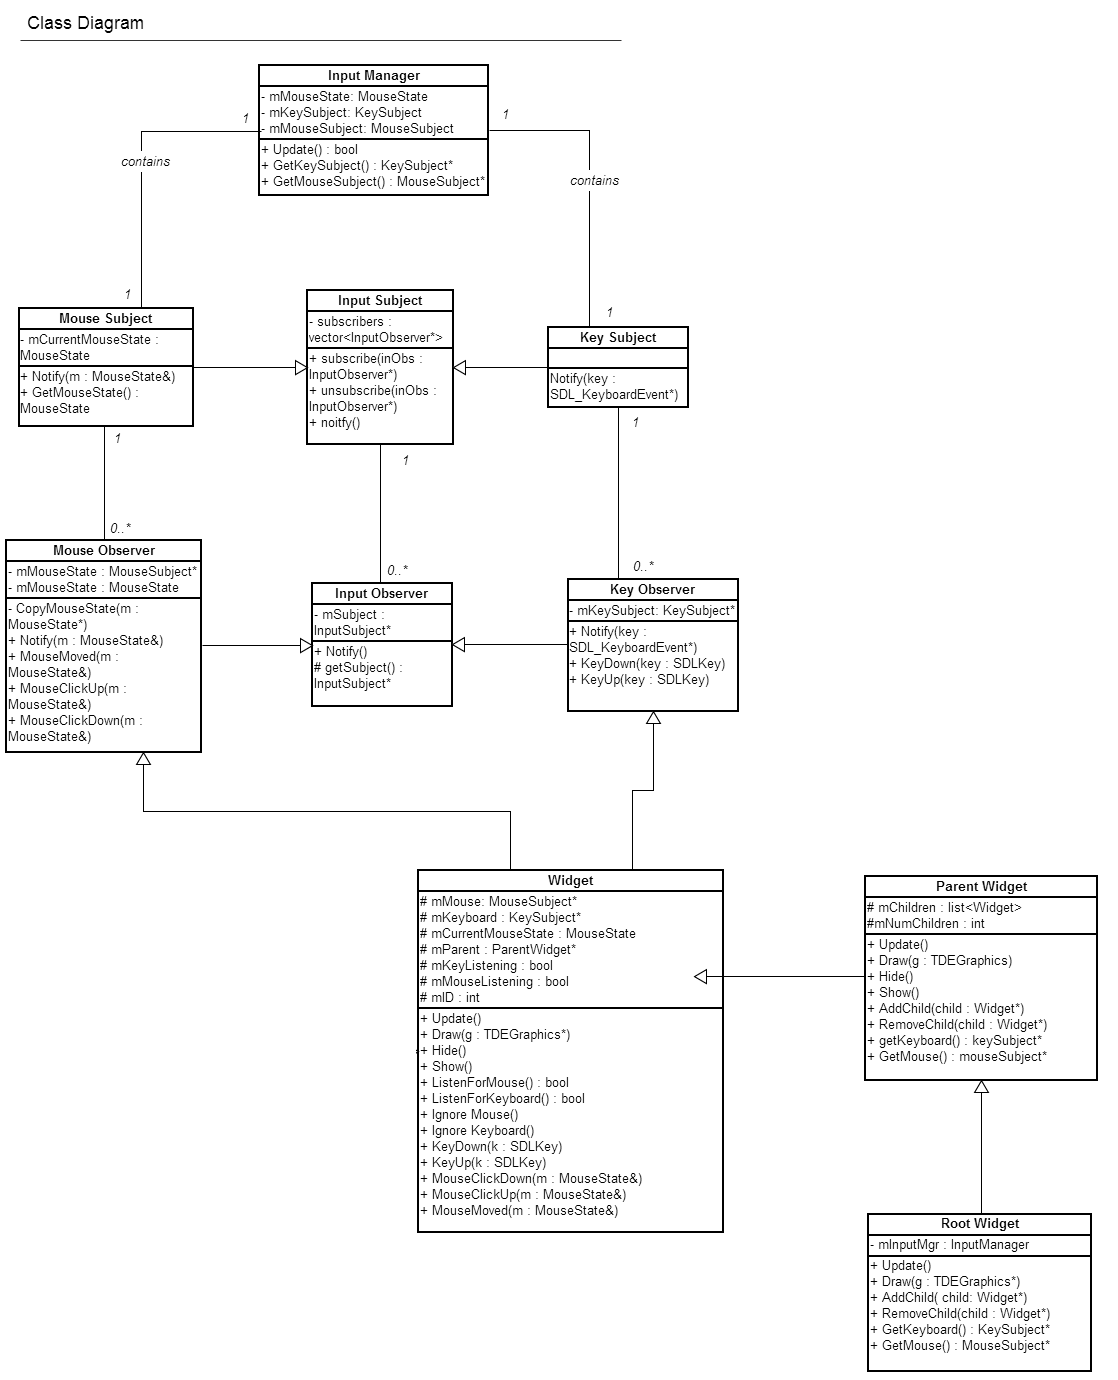 Class Diagram
Input Manager
- mMouseState: MouseState
- mKeySubject: KeySubject
- mMouseSubject: MouseSubject
+ Update() : bool
+ GetKeySubject() : KeySubject*
+ GetMouseSubject() : MouseSubject*
1
1
contains
contains
1
1
Mouse Subject
- mCurrentMouseState :
MouseState
+ Notify(m : MouseState&)
+ GetMouseState() :
MouseState
Input Subject
- subscribers :
vector<InputObserver*>
+ subscribe(inObs :
InputObserver*)
+ unsubscribe(inObs :
InputObserver*)
+ noitfy()
Key Subject
Notify(key :
SDL_KeyboardEvent*)
1
1
1
0..*
0..*
0..*
Mouse Observer
- mMouseState : MouseSubject*
- mMouseState : MouseState
- CopyMouseState(m :
MouseState*)
+ Notify(m : MouseState&)
+ MouseMoved(m :
MouseState&)
+ MouseClickUp(m :
MouseState&)
+ MouseClickDown(m :
MouseState&)
Input Observer
- mSubject :
InputSubject*
+ Notify()
# getSubject() :
InputSubject*
Key Observer
- mKeySubject: KeySubject*
+ Notify(key :
SDL_KeyboardEvent*)
+ KeyDown(key : SDLKey)
+ KeyUp(key : SDLKey)
Widget
# mMouse: MouseSubject*
# mKeyboard : KeySubject*
# mCurrentMouseState : MouseState
# mParent : ParentWidget*
# mKeyListening : bool
# mMouseListening : bool
# mID : int
+ Update()
+ Draw(g : TDEGraphics*)
+ Hide()
+ Show()
+ ListenForMouse() : bool
+ ListenForKeyboard() : bool
+ Ignore Mouse()
+ Ignore Keyboard()
+ KeyDown(k : SDLKey)
+ KeyUp(k : SDLKey)
+ MouseClickDown(m : MouseState&)
+ MouseClickUp(m : MouseState&)
+ MouseMoved(m : MouseState&)
Parent Widget
# mChildren : list<Widget>
#mNumChildren : int
+ Update()
+ Draw(g : TDEGraphics)
+ Hide()
+ Show()
+ AddChild(child : Widget*)
+ RemoveChild(child : Widget*)
+ getKeyboard() : keySubject*
+ GetMouse() : mouseSubject*
Root Widget
- mInputMgr : InputManager
+ Update()
+ Draw(g : TDEGraphics*)
+ AddChild( child: Widget*)
+ RemoveChild(child : Widget*)
+ GetKeyboard() : KeySubject*
+ GetMouse() : MouseSubject*